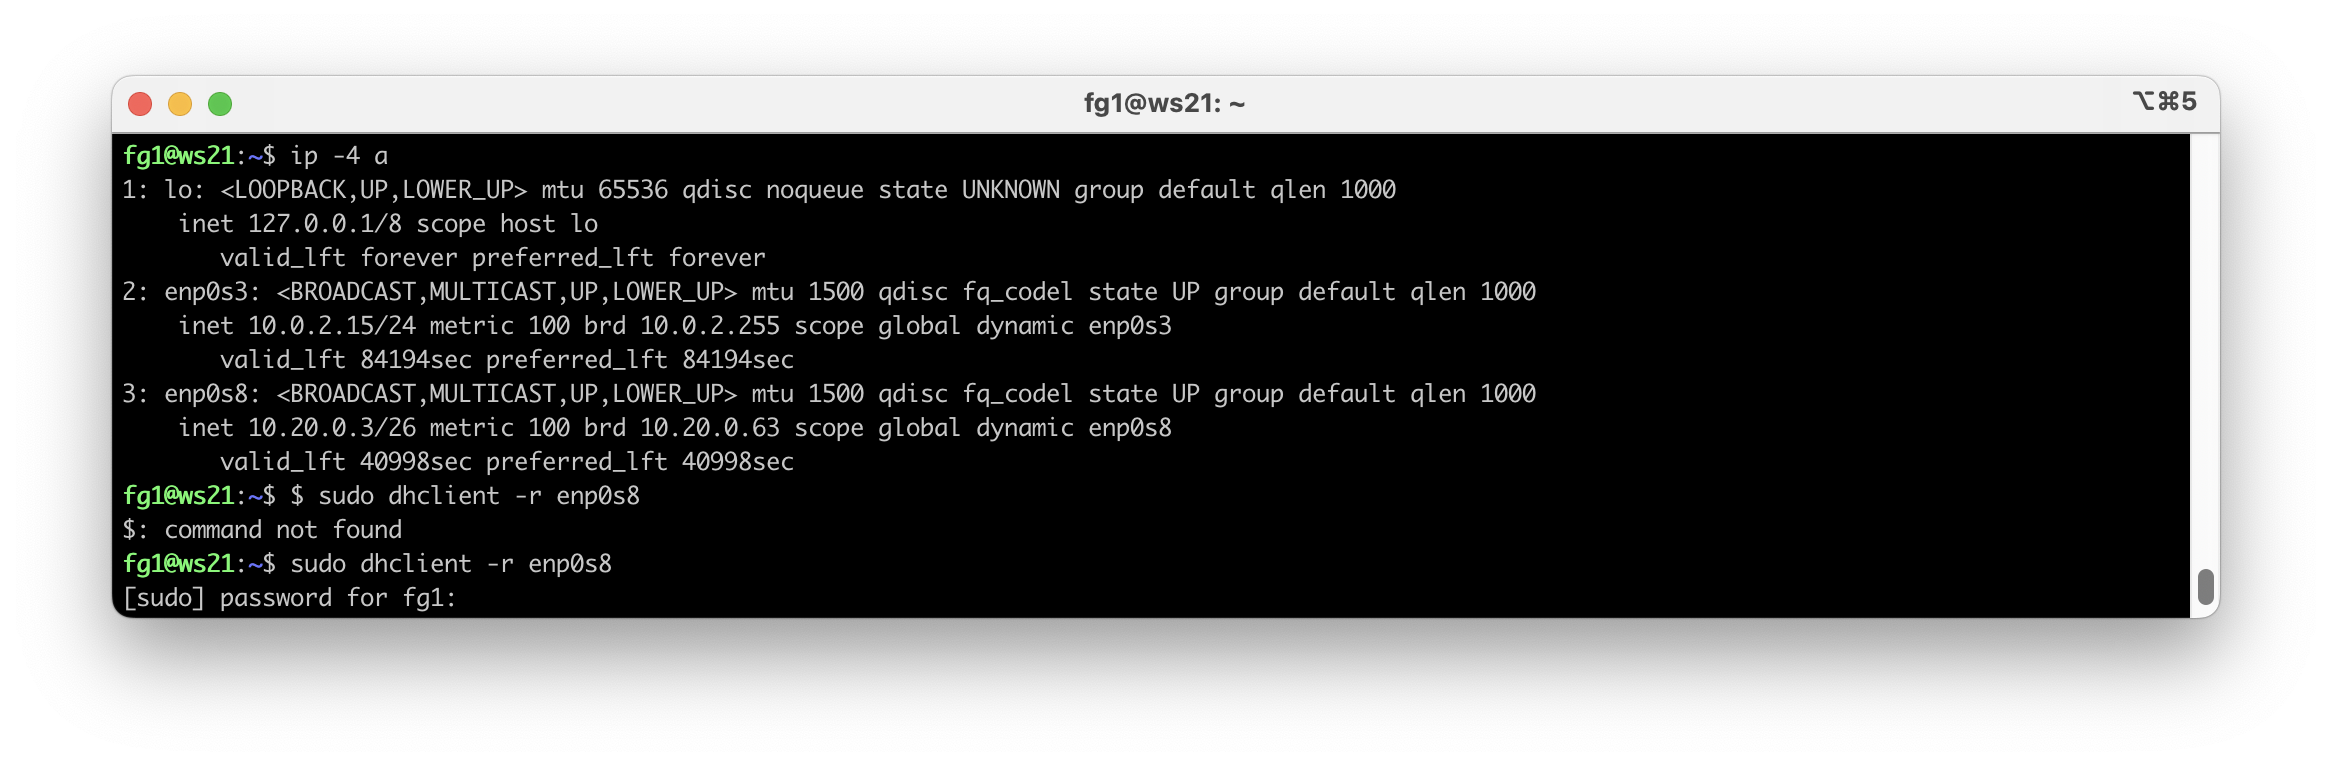 fg1@ws21: ~
⌥⌘5
fg1@ws21:~$ ip -4 a
1: lo: <LOOPBACK,UP,LOWER_UP> mtu 65536 qdisc noqueue state UNKNOWN group default qlen 1000
    inet 127.0.0.1/8 scope host lo
       valid_lft forever preferred_lft forever
2: enp0s3: <BROADCAST,MULTICAST,UP,LOWER_UP> mtu 1500 qdisc fq_codel state UP group default qlen 1000
    inet 10.0.2.15/24 metric 100 brd 10.0.2.255 scope global dynamic enp0s3
       valid_lft 84194sec preferred_lft 84194sec
3: enp0s8: <BROADCAST,MULTICAST,UP,LOWER_UP> mtu 1500 qdisc fq_codel state UP group default qlen 1000
    inet 10.20.0.3/26 metric 100 brd 10.20.0.63 scope global dynamic enp0s8
       valid_lft 40998sec preferred_lft 40998sec
fg1@ws21:~$ $ sudo dhclient -r enp0s8
$: command not found
fg1@ws21:~$ sudo dhclient -r enp0s8
[sudo] password for fg1: